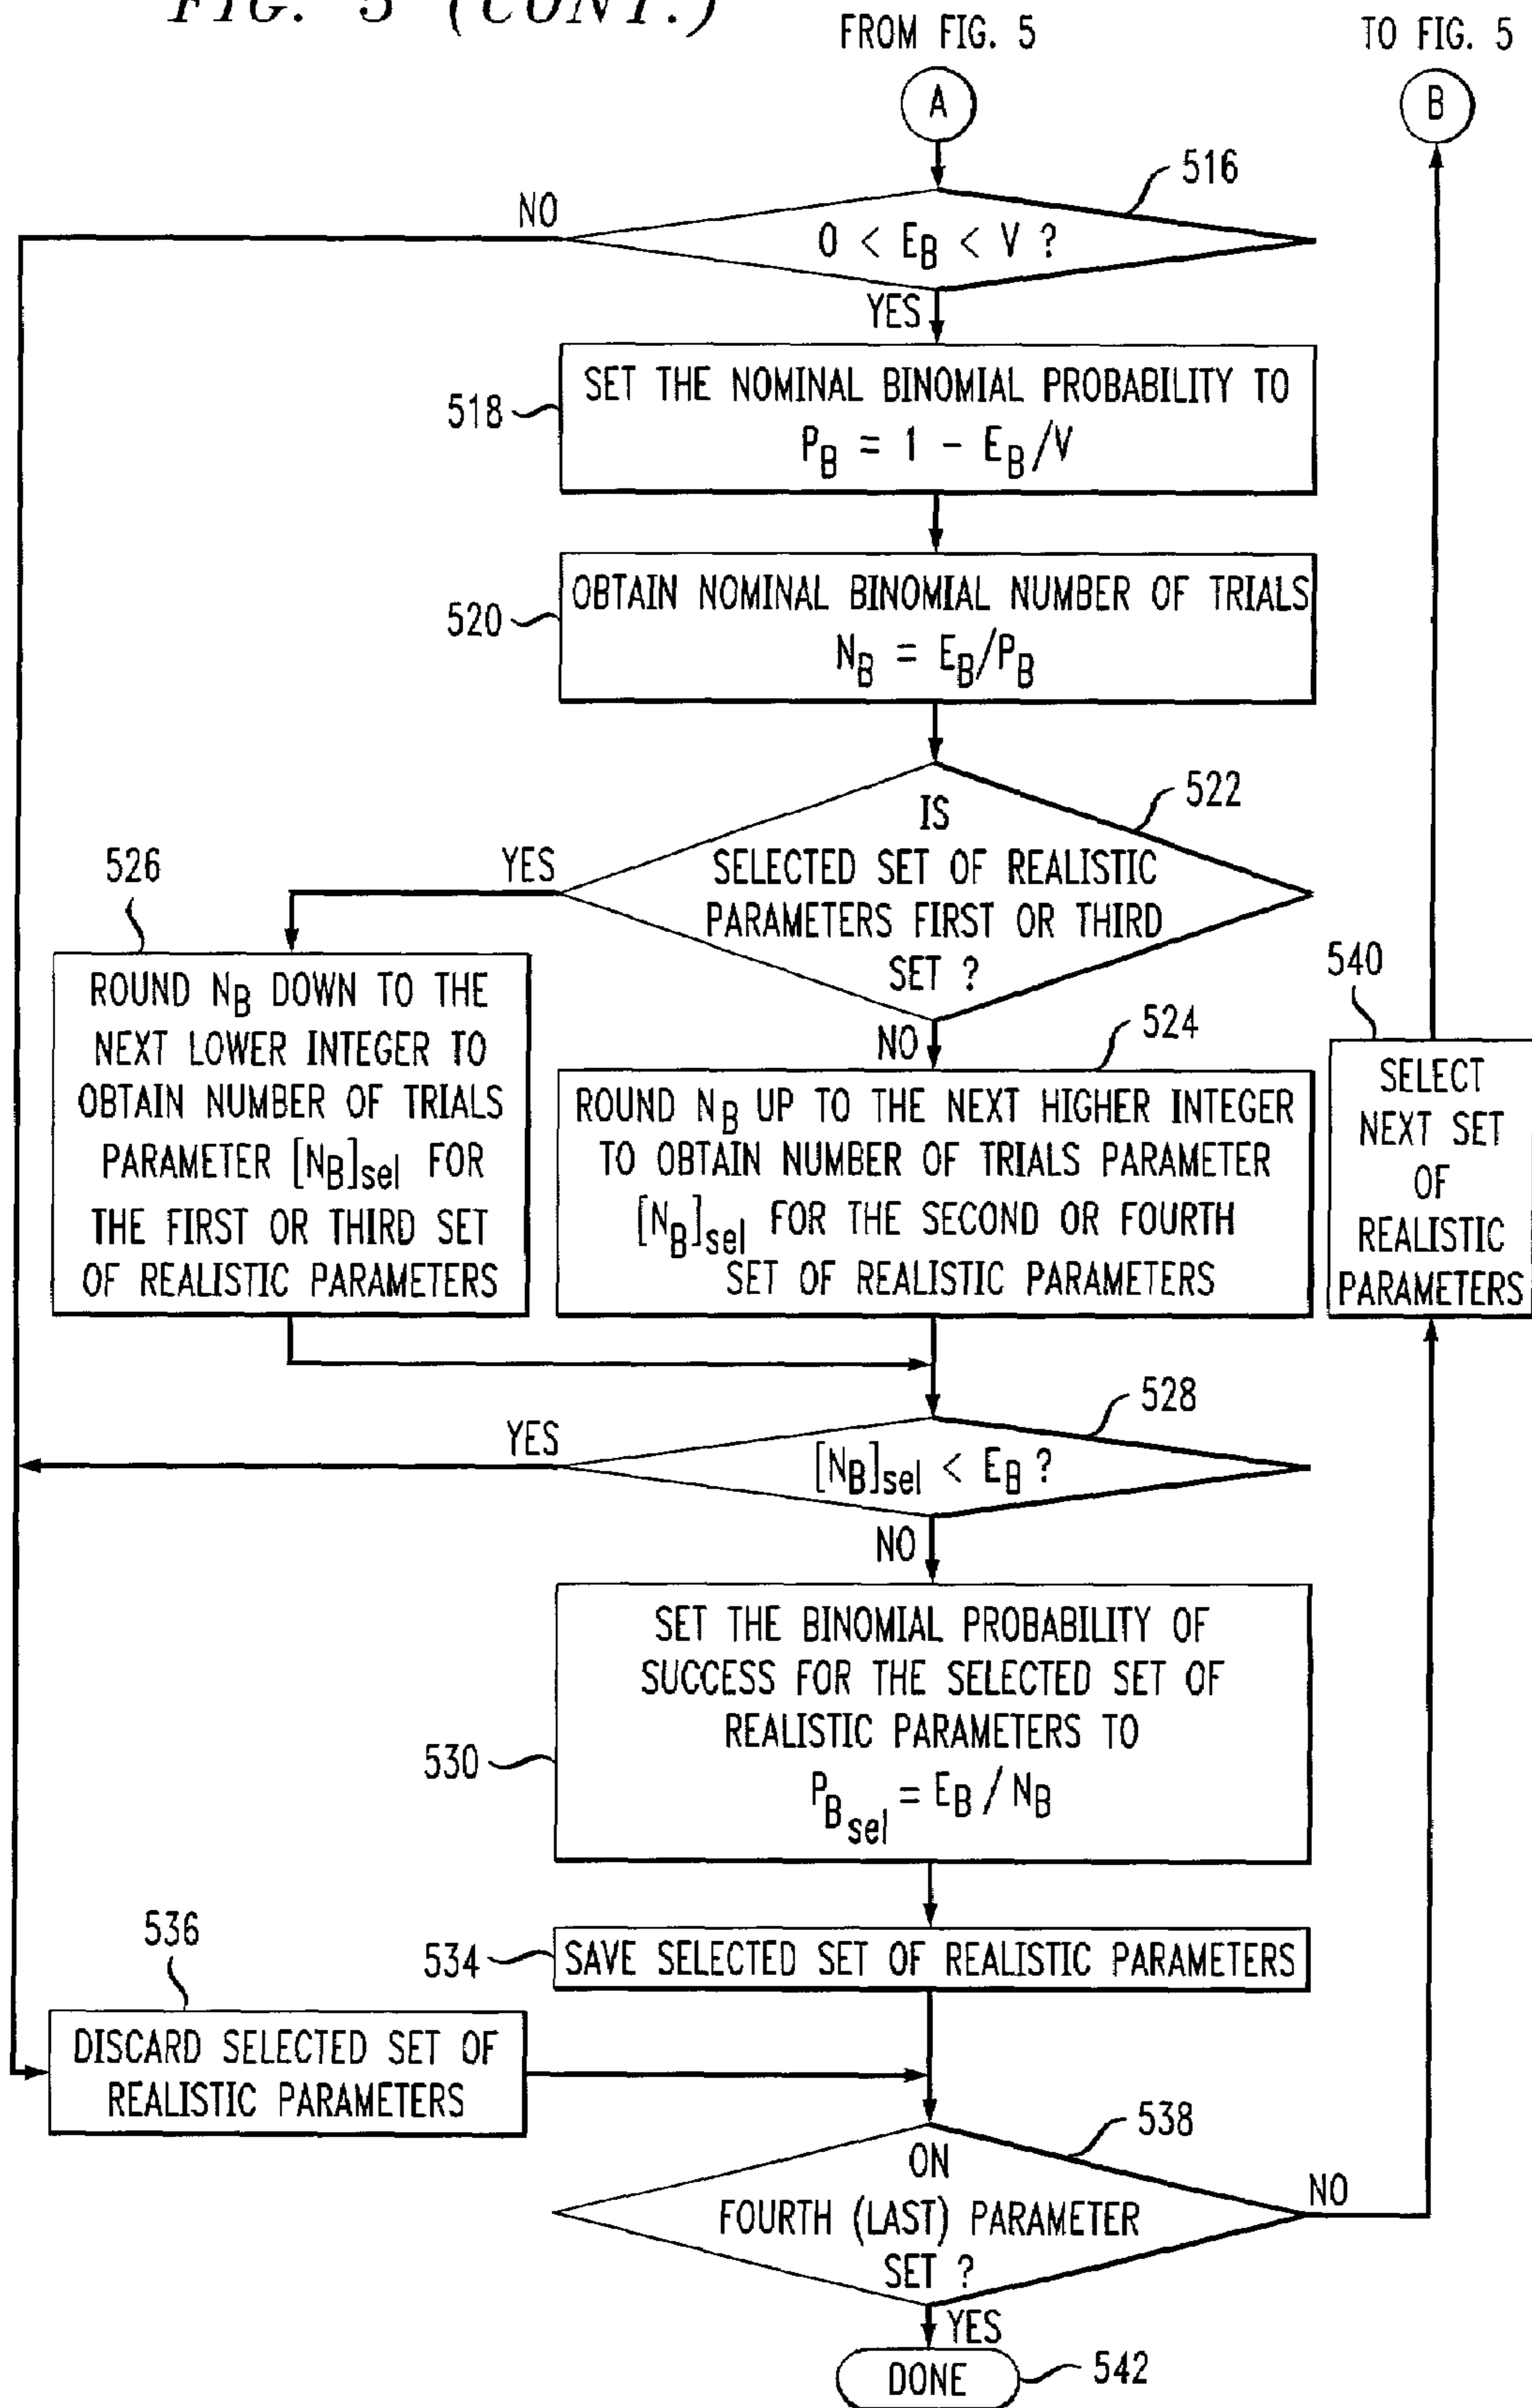 FIG. 5 (CONT.)
FROM FIG. 5
TO FIG. 5
A
B
516
NO
0 < E_B < V ?
YES
518
SET THE NOMINAL BINOMIAL PROBABILITY TO
P_B = 1 - E_B/V
520
OBTAIN NOMINAL BINOMIAL NUMBER OF TRIALS
N_B = E_B/P_B
522
YES
IS
SELECTED SET OF REALISTIC
PARAMETERS FIRST OR THIRD
SET ?
NO
526
ROUND N_B DOWN TO THE
NEXT LOWER INTEGER TO
OBTAIN NUMBER OF TRIALS
PARAMETER [N_B]_sel FOR
THE FIRST OR THIRD SET
OF REALISTIC PARAMETERS
524
ROUND N_B UP TO THE NEXT HIGHER INTEGER
TO OBTAIN NUMBER OF TRIALS PARAMETER
[N_B]_sel FOR THE SECOND OR FOURTH
SET OF REALISTIC PARAMETERS
540
SELECT
NEXT SET
OF
REALISTIC
PARAMETERS
528
YES
[N_B]_sel < E_B ?
NO
530
SET THE BINOMIAL PROBABILITY OF
SUCCESS FOR THE SELECTED SET OF
REALISTIC PARAMETERS TO
P_B_sel = E_B / N_B
534
SAVE SELECTED SET OF REALISTIC PARAMETERS
536
DISCARD SELECTED SET OF
REALISTIC PARAMETERS
538
ON
FOURTH (LAST) PARAMETER
SET ?
NO
YES
DONE
542